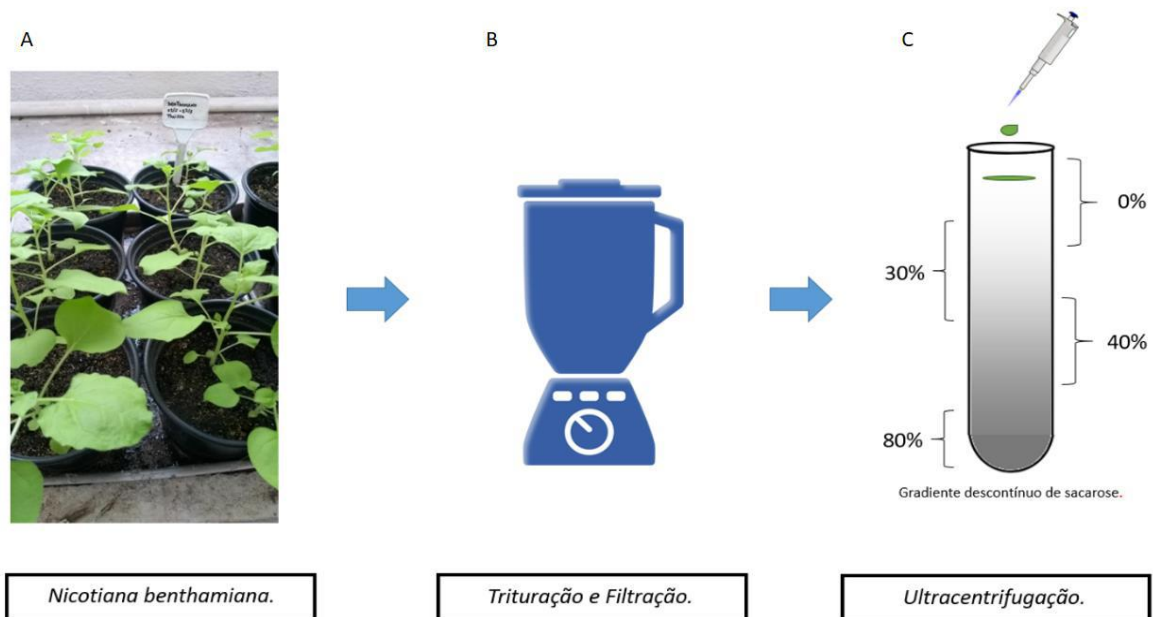 A
B
C
0%
30%
40%
80%
Gradiente descontínuo de sacarose.
Nicotiana benthamiana.
Trituração e Filtração.
Ultracentrifugação.